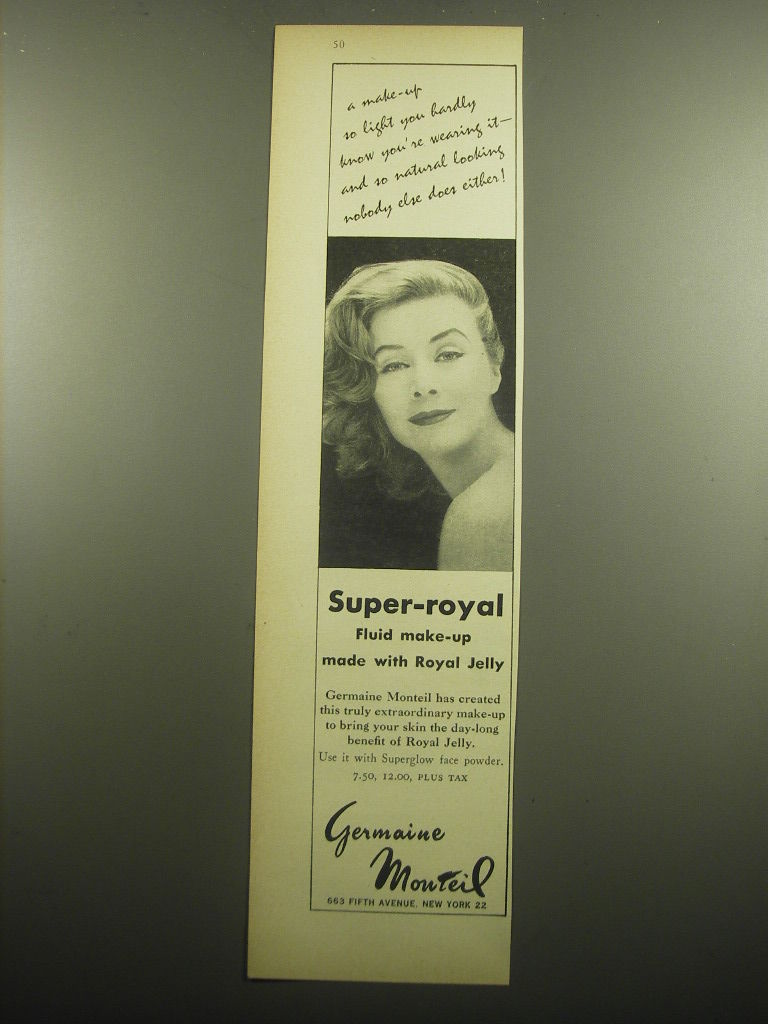 50
a make-up
so light you hardly
know you're wearing it—
and so natural looking
nobody else does either!
Super-royal
Fluid make-up
made with Royal Jelly
Germaine Monteil has created
this truly extraordinary make-up
to bring your skin the day-long
benefit of Royal Jelly.
Use it with Superglow face powder.
7.50, 12.00, PLUS TAX
Germaine
Monteil
663 FIFTH AVENUE, NEW YORK 22